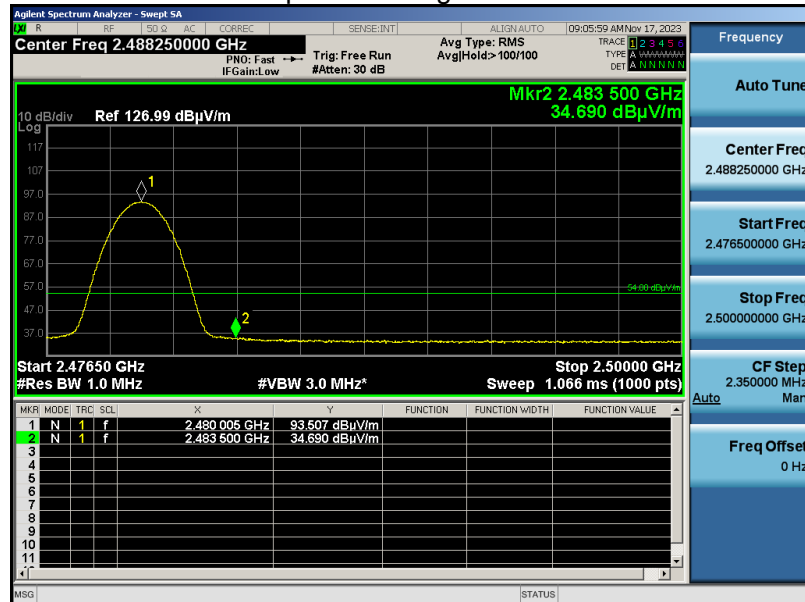 Agilent Spectrum Analyzer - Swept SA
LXI R RF 50 Ω AC CORREC SENSE:INT ALIGN AUTO 09:05:59 AM Nov 17, 2023
Center Freq 2.488250000 GHz
PNO: Fast
IFGain:Low
Trig: Free Run
#Atten: 30 dB
Avg Type: RMS
Avg|Hold:>100/100
TRACE 1 2 3 4 5 6
TYPE A WWWWW
DET A N N N N N
Mkr2 2.483 500 GHz
34.690 dBµV/m
10 dB/div Ref 126.99 dBµV/m
Log
117
107
97.0
87.0
77.0
67.0
57.0
47.0
37.0
1
2
54.00 dBµV/m
Start 2.47650 GHz Stop 2.50000 GHz
#Res BW 1.0 MHz #VBW 3.0 MHz* Sweep 1.066 ms (1000 pts)
MKR MODE TRC SCL X Y FUNCTION FUNCTION WIDTH FUNCTION VALUE
1 N 1 f 2.480 005 GHz 93.507 dBµV/m
2 N 1 f 2.483 500 GHz 34.690 dBµV/m
3
4
5
6
7
8
9
10
11
MSG STATUS
Frequency
Auto Tune
Center Freq
2.488250000 GHz
Start Freq
2.476500000 GHz
Stop Freq
2.500000000 GHz
CF Step
2.350000 MHz
Auto Man
Freq Offset
0 Hz